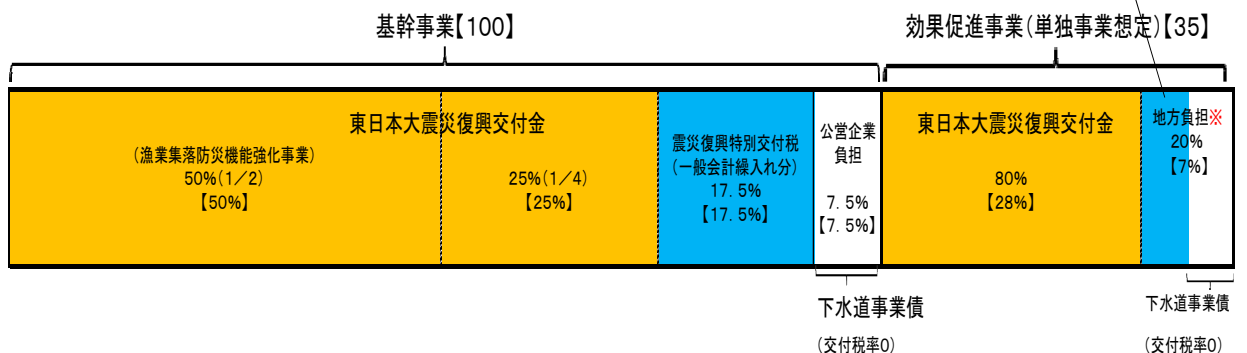 基幹事業【100】
効果促進事業(単独事業想定)【35】
東日本大震災復興交付金
(漁業集落防災機能強化事業)
50%(1/2)
【50%】
25%(1/4)
【25%】
震災復興特別交付税
(一般会計繰入れ分)
17.5%
【17.5%】
公営企業
負担
7.5%
【7.5%】
東日本大震災復興交付金
80%
【28%】
地方負担※
20%
【7%】
下水道事業債
(交付税率0)
下水道事業債
(交付税率0)